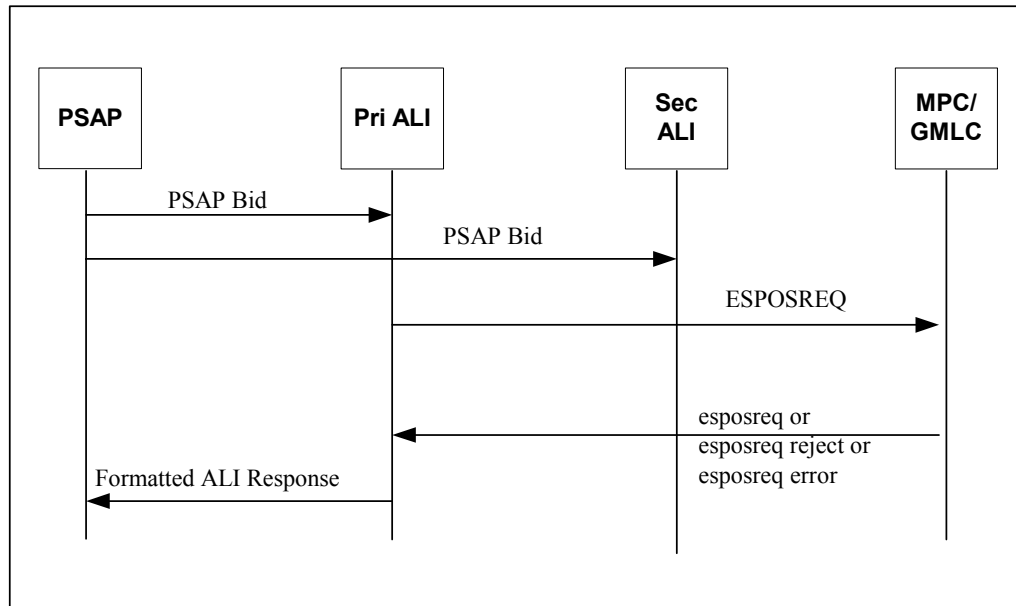 PSAP
Pri ALI
Sec
ALI
MPC/
GMLC
PSAP Bid
PSAP Bid
ESPOSREQ
esposreq or
esposreq reject or
esposreq error
Formatted ALI Response